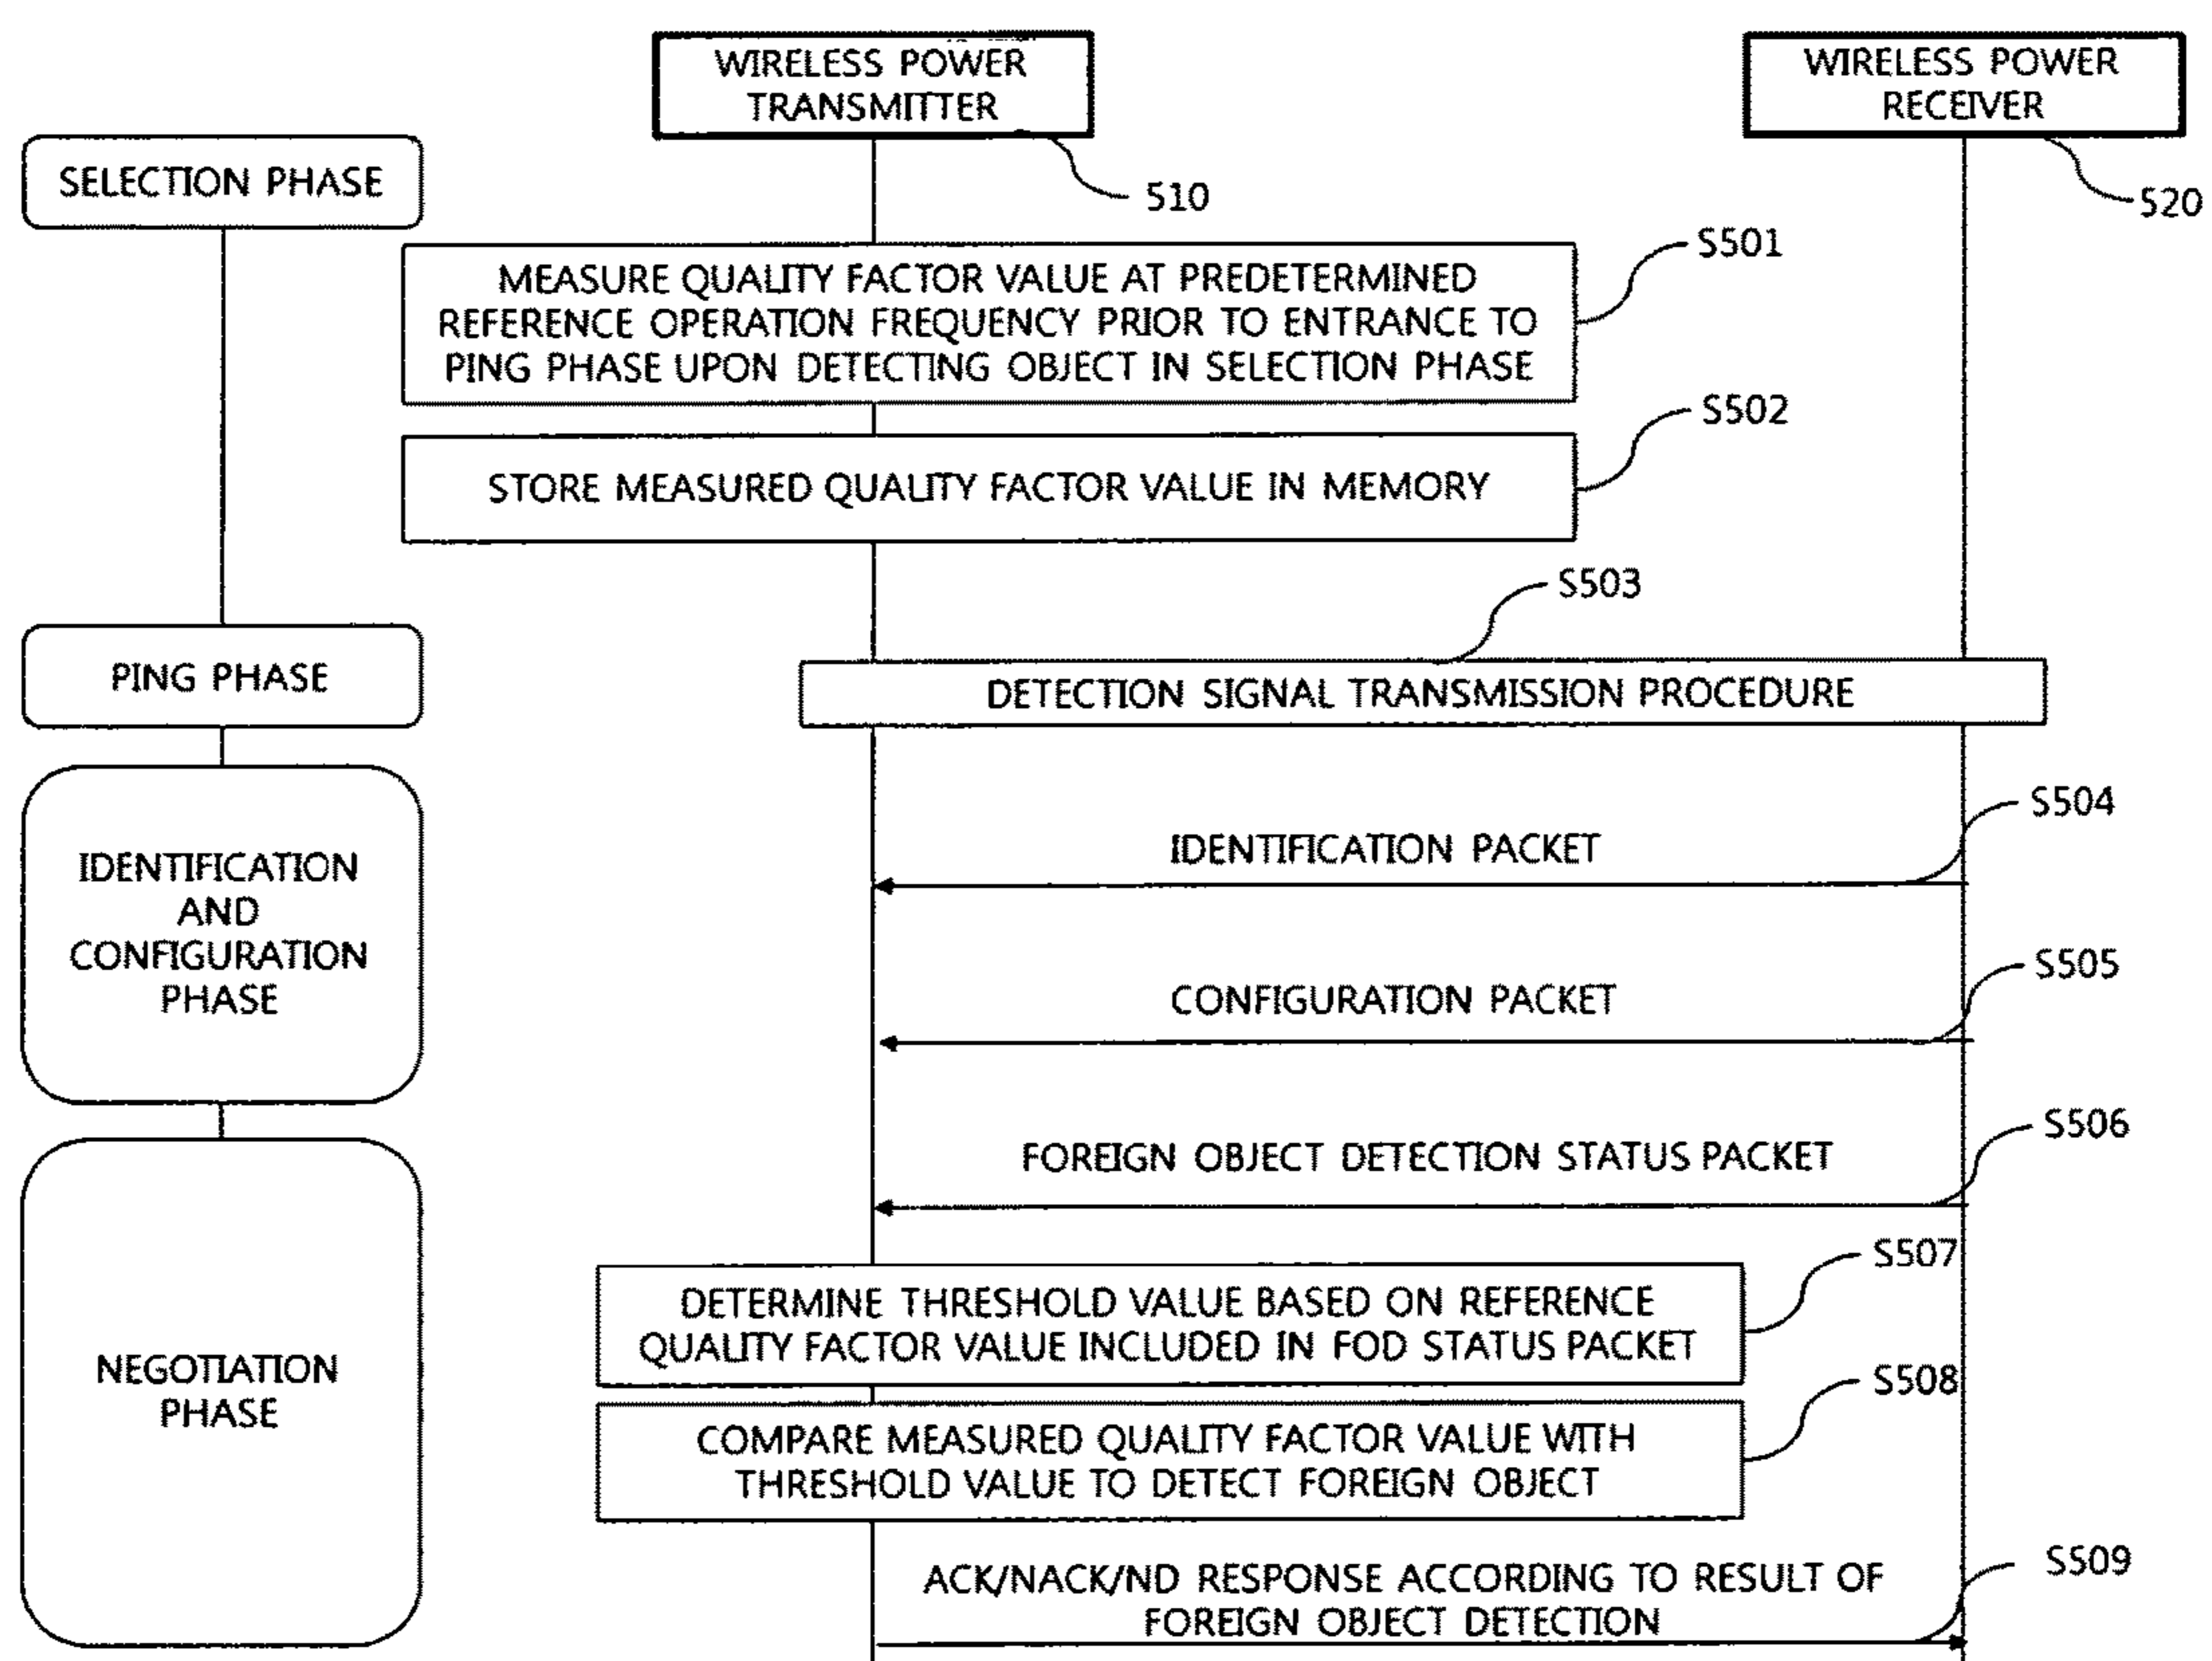 WIRELESS POWER
TRANSMITTER
WIRELESS POWER
RECEIVER
510
520
SELECTION PHASE
S501
MEASURE QUALITY FACTOR VALUE AT PREDETERMINED
REFERENCE OPERATION FREQUENCY PRIOR TO ENTRANCE TO
PING PHASE UPON DETECTING OBJECT IN SELECTION PHASE
S502
STORE MEASURED QUALITY FACTOR VALUE IN MEMORY
S503
PING PHASE
DETECTION SIGNAL TRANSMISSION PROCEDURE
IDENTIFICATION
AND
CONFIGURATION
PHASE
S504
IDENTIFICATION PACKET
S505
CONFIGURATION PACKET
S506
FOREIGN OBJECT DETECTION STATUS PACKET
NEGOTIATION
PHASE
S507
DETERMINE THRESHOLD VALUE BASED ON REFERENCE
QUALITY FACTOR VALUE INCLUDED IN FOD STATUS PACKET
S508
COMPARE MEASURED QUALITY FACTOR VALUE WITH
THRESHOLD VALUE TO DETECT FOREIGN OBJECT
S509
ACK/NACK/ND RESPONSE ACCORDING TO RESULT OF
FOREIGN OBJECT DETECTION